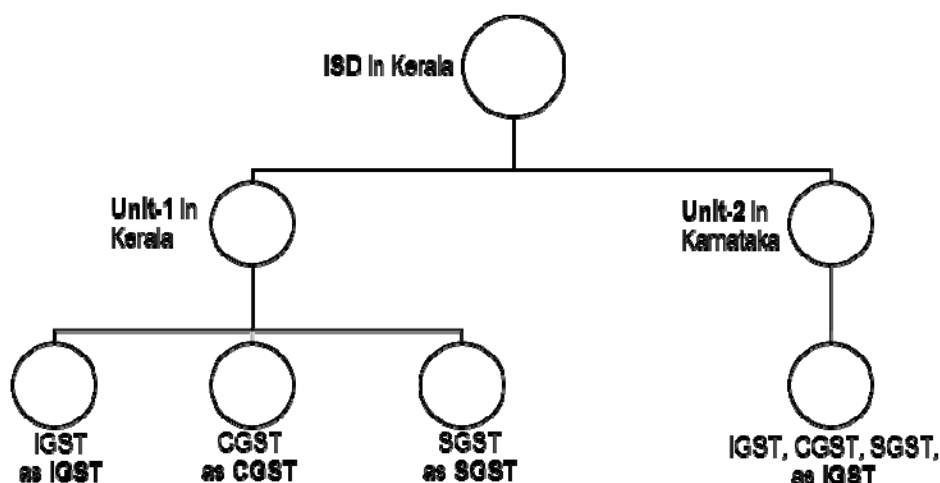 ISD in Kerala
Unit-1 in
Kerala
Unit-2 in
Karnataka
IGST
as IGST
CGST
as CGST
SGST
as SGST
IGST, CGST, SGST,
as IGST